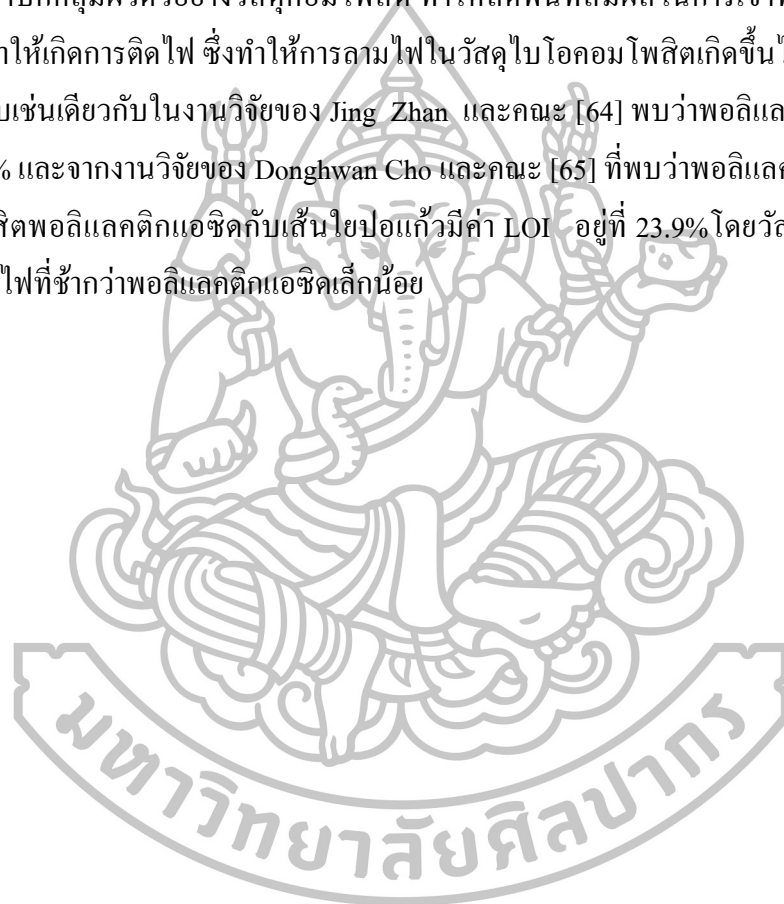 ทำให้เกิดการติดไฟ ซึ่งทำให้การลามไฟในวัสดุไบโอคอมโพสิตเกิดขึ้นไ
บเช่นเดียวกับในงานวิจัยของ Jing Zhan และคณะ [64] พบว่าพอลิแล
% และจากงานวิจัยของ Donghwan Cho และคณะ [65] ที่พบว่าพอลิแลค
สิตพอลิแลคติกแอซิดกับเส้นใยปอแก้วมีค่า LOI อยู่ที่ 23.9% โดยวัส
ไฟที่ช้ากว่าพอลิแลคติกแอซิดเล็กน้อย
มหาวิทยาลัยศิลปากร